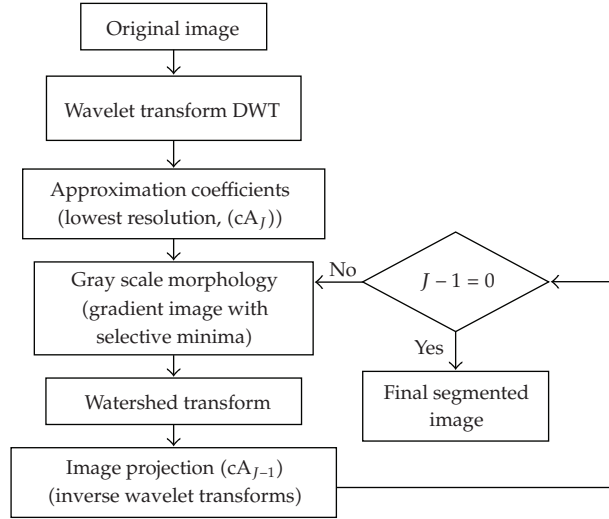 Original image
Wavelet transform DWT
Approximation coefficients
(lowest resolution, (cA_J))
Gray scale morphology
(gradient image with
selective minima)
Watershed transform
Image projection (cA_{J−1})
(inverse wavelet transforms)
No
J − 1 = 0
Yes
Final segmented
image